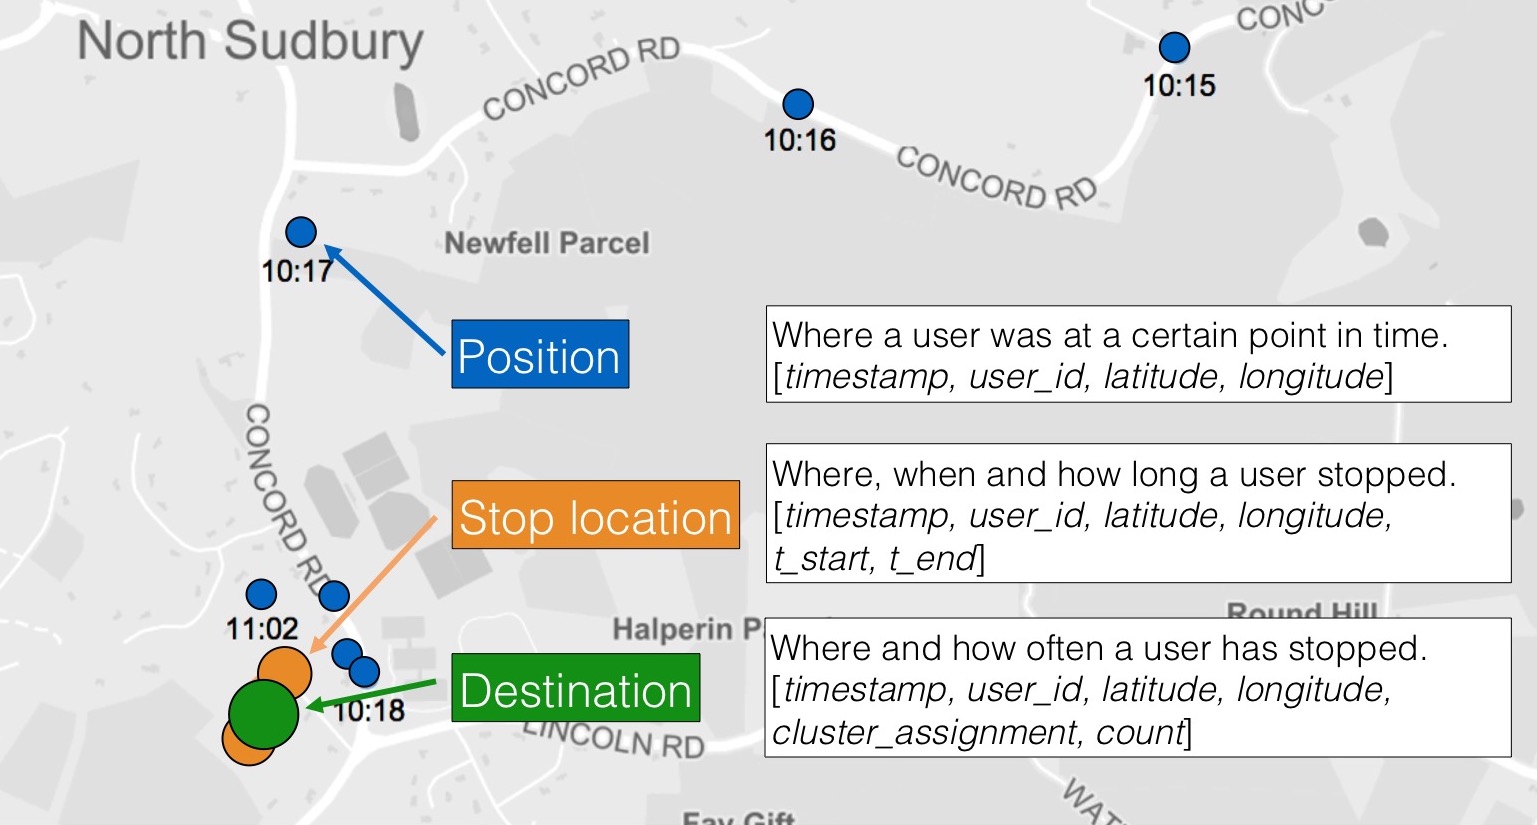 CONC
North Sudbury
CONCORD RD
10:15
10:16
CONCORD RD
Newfell Parcel
10:17
Position
Where a user was at a certain point in time.
[timestamp, user_id, latitude, longitude]
CONCORD RD
Stop location
Where, when and how long a user stopped.
[timestamp, user_id, latitude, longitude,
t_start, t_end]
11:02
Halperin P
Round Hill
Destination
Where and how often a user has stopped.
[timestamp, user_id, latitude, longitude,
cluster_assignment, count]
10:18
LINCOLN RD
WAT
Fay Gift